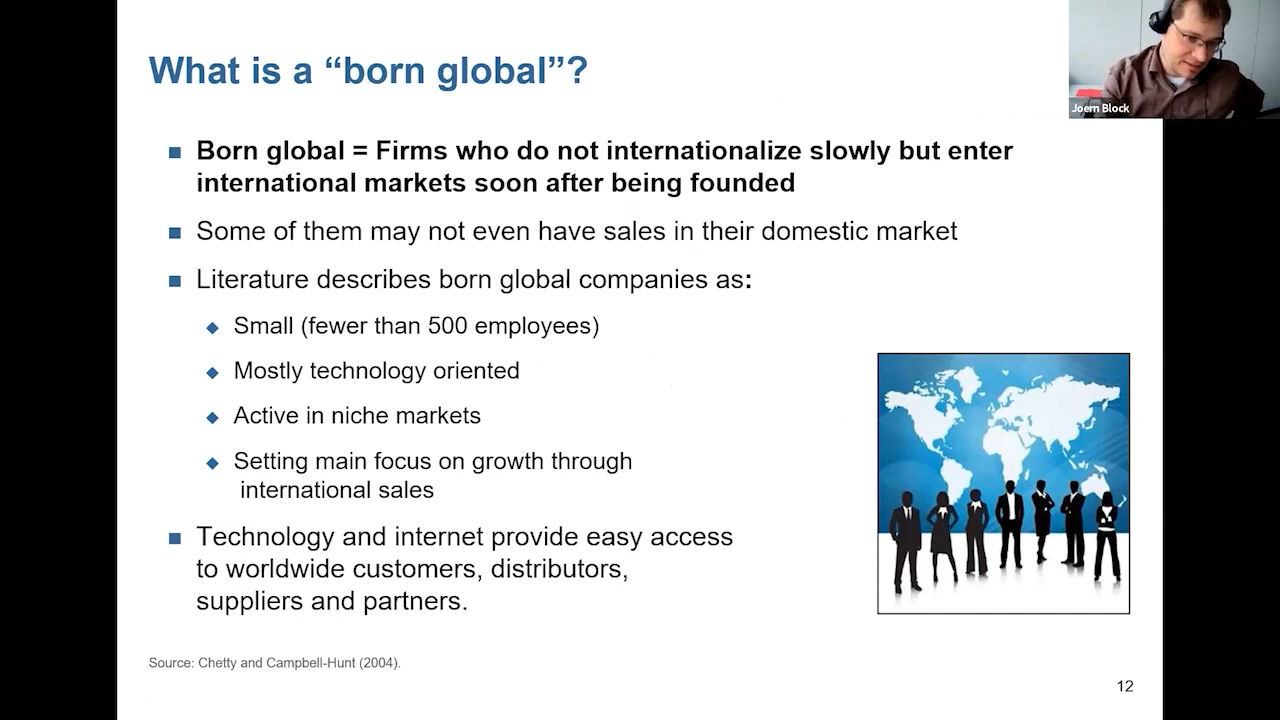 What is a “born global”?
Joern Block
■ Born global = Firms who do not internationalize slowly but enter
international markets soon after being founded
■ Some of them may not even have sales in their domestic market
■ Literature describes born global companies as:
◆ Small (fewer than 500 employees)
◆ Mostly technology oriented
◆ Active in niche markets
◆ Setting main focus on growth through
international sales
■ Technology and internet provide easy access
to worldwide customers, distributors,
suppliers and partners.
Source: Chetty and Campbell-Hunt (2004).
12